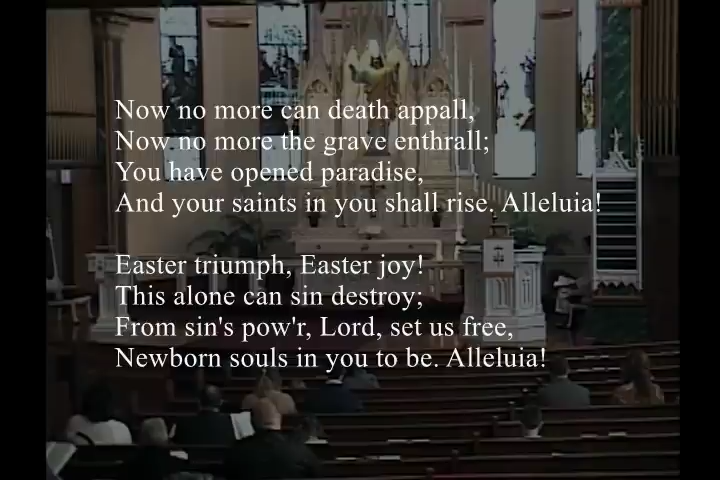 Now no more can death appall,
Now no more the grave enthrall;
You have opened paradise,
And your saints in you shall rise. Alleluia!
Easter triumph, Easter joy!
This alone can sin destroy;
From sin's pow'r, Lord, set us free,
Newborn souls in you to be. Alleluia!